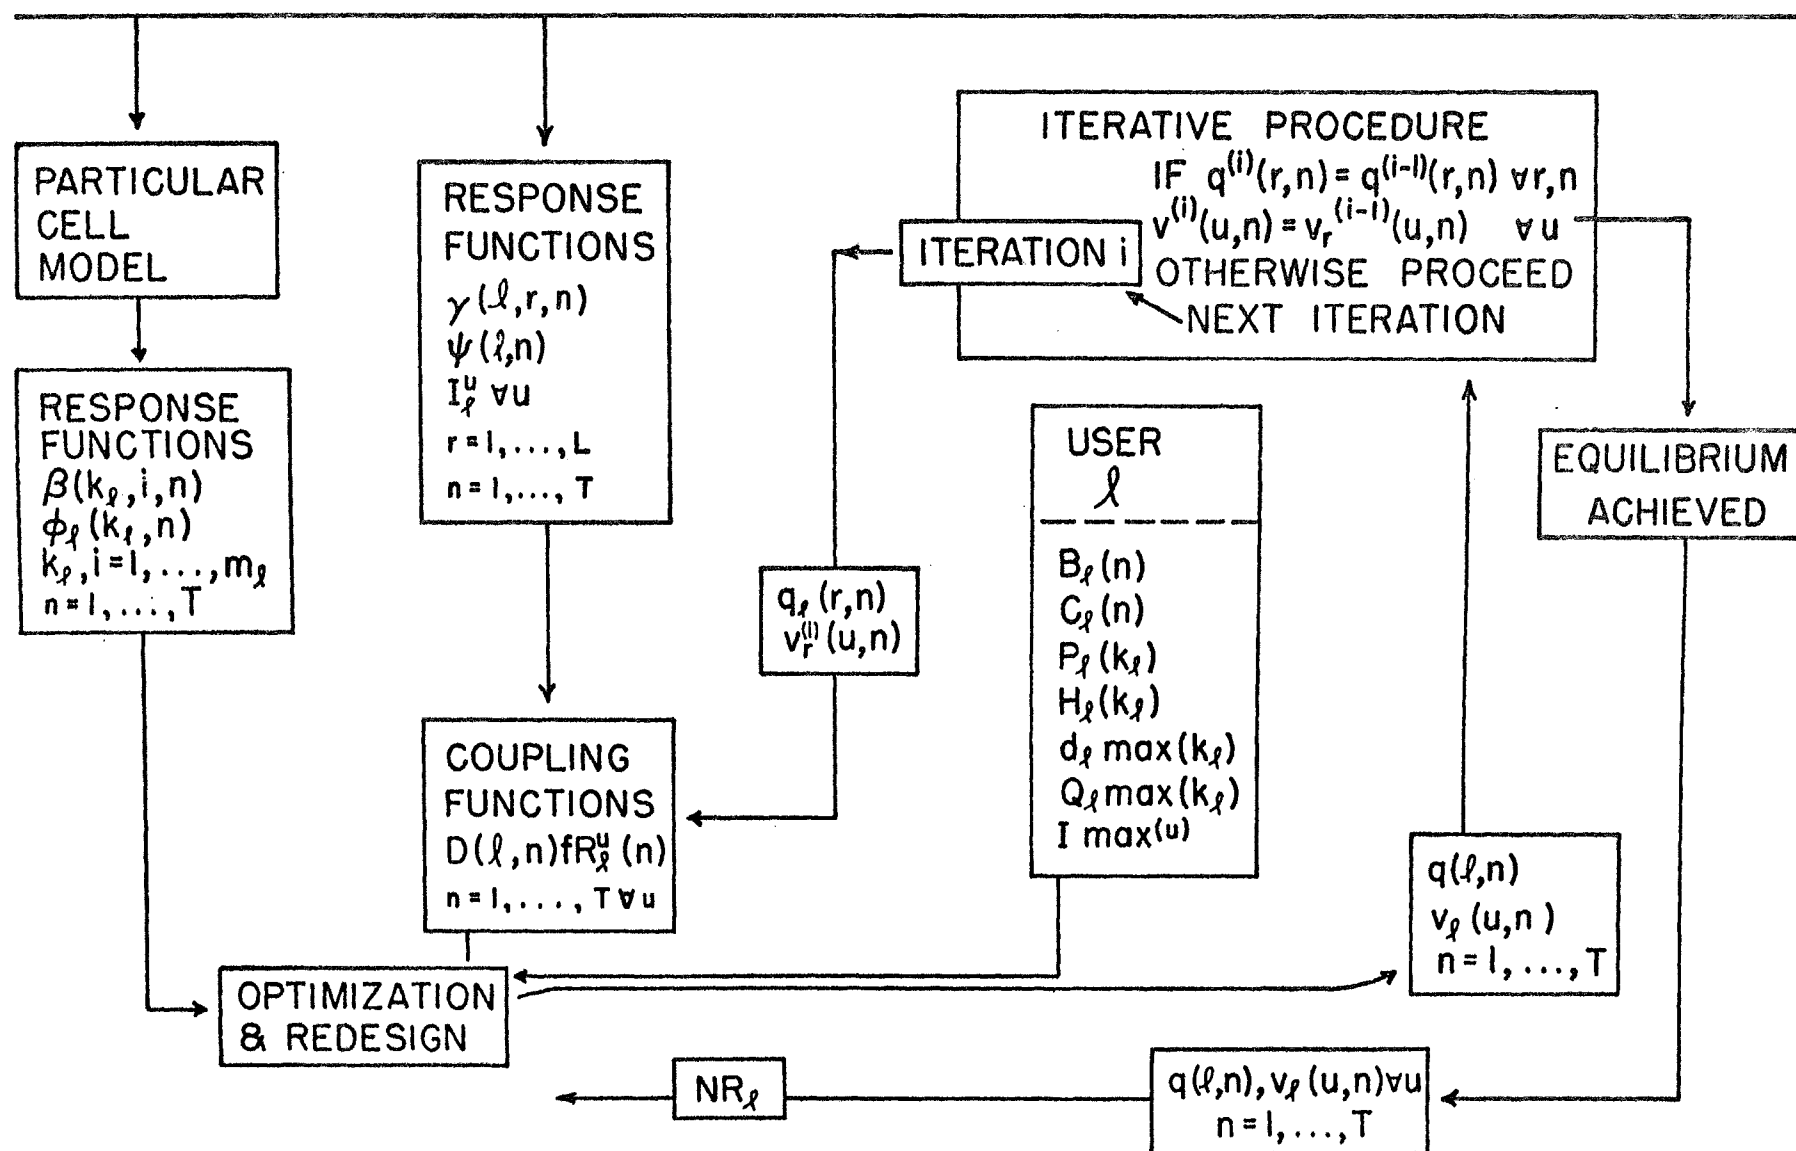 PARTICULAR
CELL
MODEL
RESPONSE
FUNCTIONS
β(kℓ,i,n)
ϕℓ(kℓ,n)
kℓ,i=1,...,mℓ
n=1,...,T
RESPONSE
FUNCTIONS
γ(ℓ,r,n)
ψ(ℓ,n)
Iℓᵘ ∀u
r=1,...,L
n=1,...,T
COUPLING
FUNCTIONS
D(ℓ,n)fRℓᵘ(n)
n=1,...,T∀u
OPTIMIZATION
& REDESIGN
ITERATIVE PROCEDURE
IF q⁽ⁱ⁾(r,n)=q⁽ⁱ⁻¹⁾(r,n) ∀r,n
v⁽ⁱ⁾(u,n)=vᵣ⁽ⁱ⁻¹⁾(u,n) ∀u
OTHERWISE PROCEED
NEXT ITERATION
ITERATION i
qℓ(r,n)
vᵣ⁽ⁱ⁾(u,n)
USER
ℓ
Bℓ(n)
Cℓ(n)
Pℓ(kℓ)
Hℓ(kℓ)
dℓ max(kℓ)
Qℓ max(kℓ)
I max⁽ᵘ⁾
EQUILIBRIUM
ACHIEVED
q(ℓ,n)
vℓ(u,n)
n=1,...,T
NRℓ
q(ℓ,n),vℓ(u,n)∀u
n=1,...,T